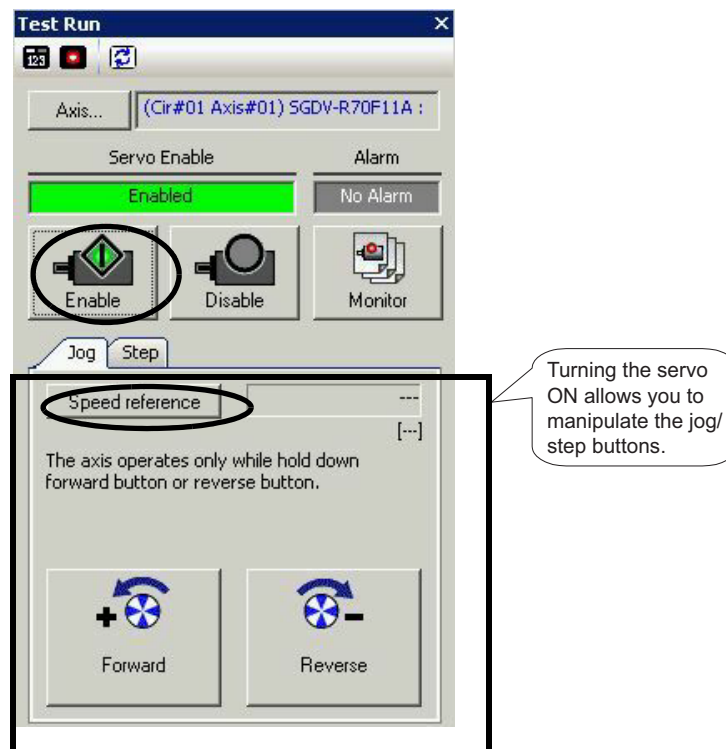 Test Run
123
Axis...
(Cir#01 Axis#01) SGDV-R70F11A :
Servo Enable
Alarm
Enabled
No Alarm
Enable
Disable
Monitor
Jog
Step
Speed reference
---
[---]
The axis operates only while hold down
forward button or reverse button.
Forward
Reverse
Turning the servo
ON allows you to
manipulate the jog/
step buttons.